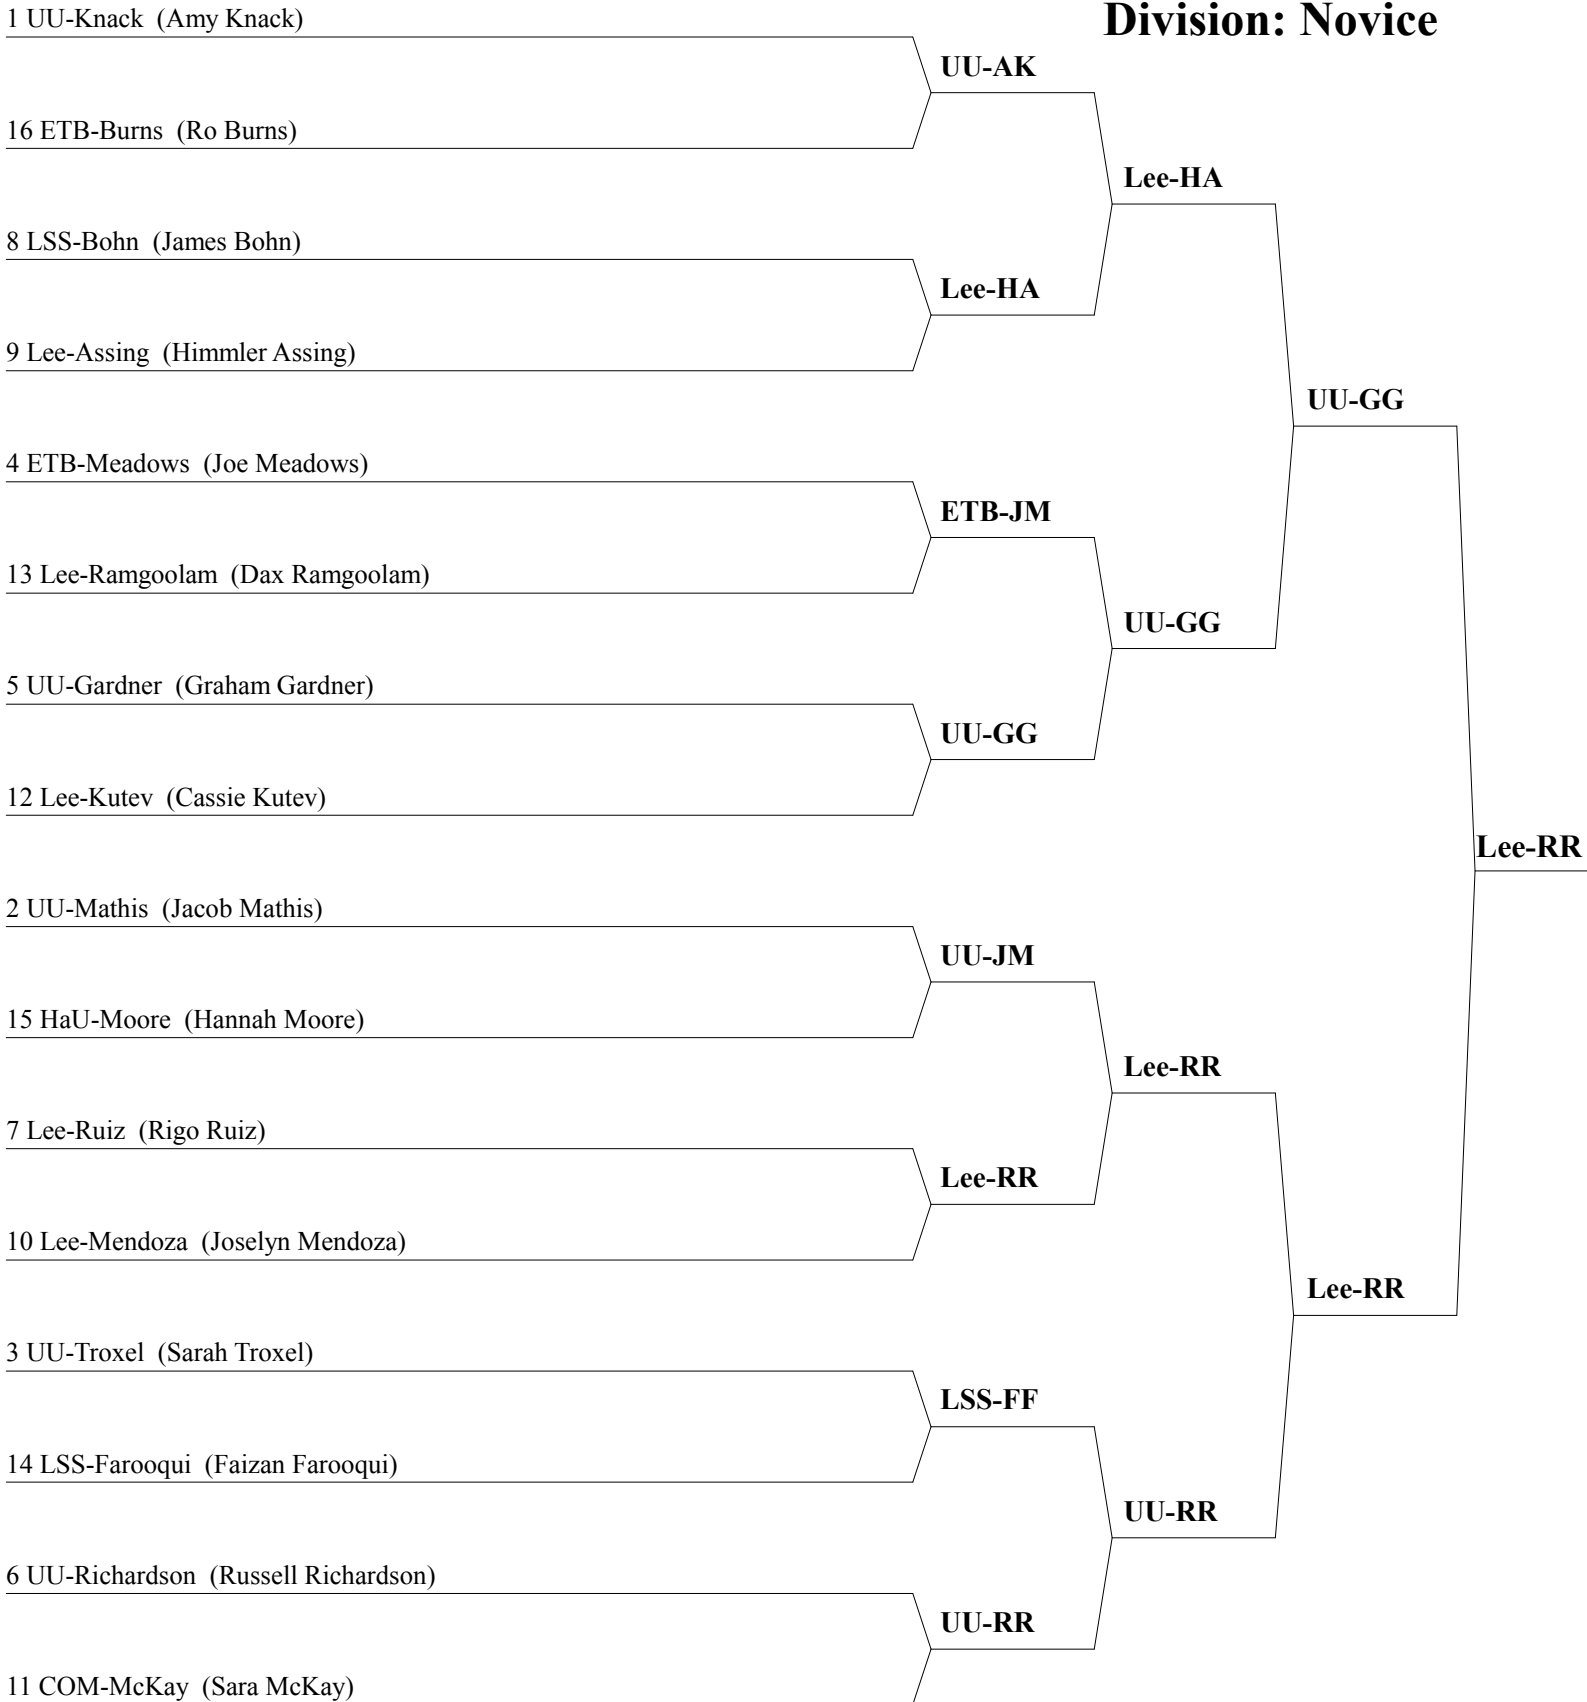 Division: Novice
1 UU-Knack (Amy Knack)
UU-AK
16 ETB-Burns (Ro Burns)
Lee-HA
8 LSS-Bohn (James Bohn)
Lee-HA
9 Lee-Assing (Himmler Assing)
UU-GG
4 ETB-Meadows (Joe Meadows)
ETB-JM
13 Lee-Ramgoolam (Dax Ramgoolam)
UU-GG
5 UU-Gardner (Graham Gardner)
UU-GG
12 Lee-Kutev (Cassie Kutev)
Lee-RR
2 UU-Mathis (Jacob Mathis)
UU-JM
15 HaU-Moore (Hannah Moore)
Lee-RR
7 Lee-Ruiz (Rigo Ruiz)
Lee-RR
10 Lee-Mendoza (Joselyn Mendoza)
Lee-RR
3 UU-Troxel (Sarah Troxel)
LSS-FF
14 LSS-Farooqui (Faizan Farooqui)
UU-RR
6 UU-Richardson (Russell Richardson)
UU-RR
11 COM-McKay (Sara McKay)